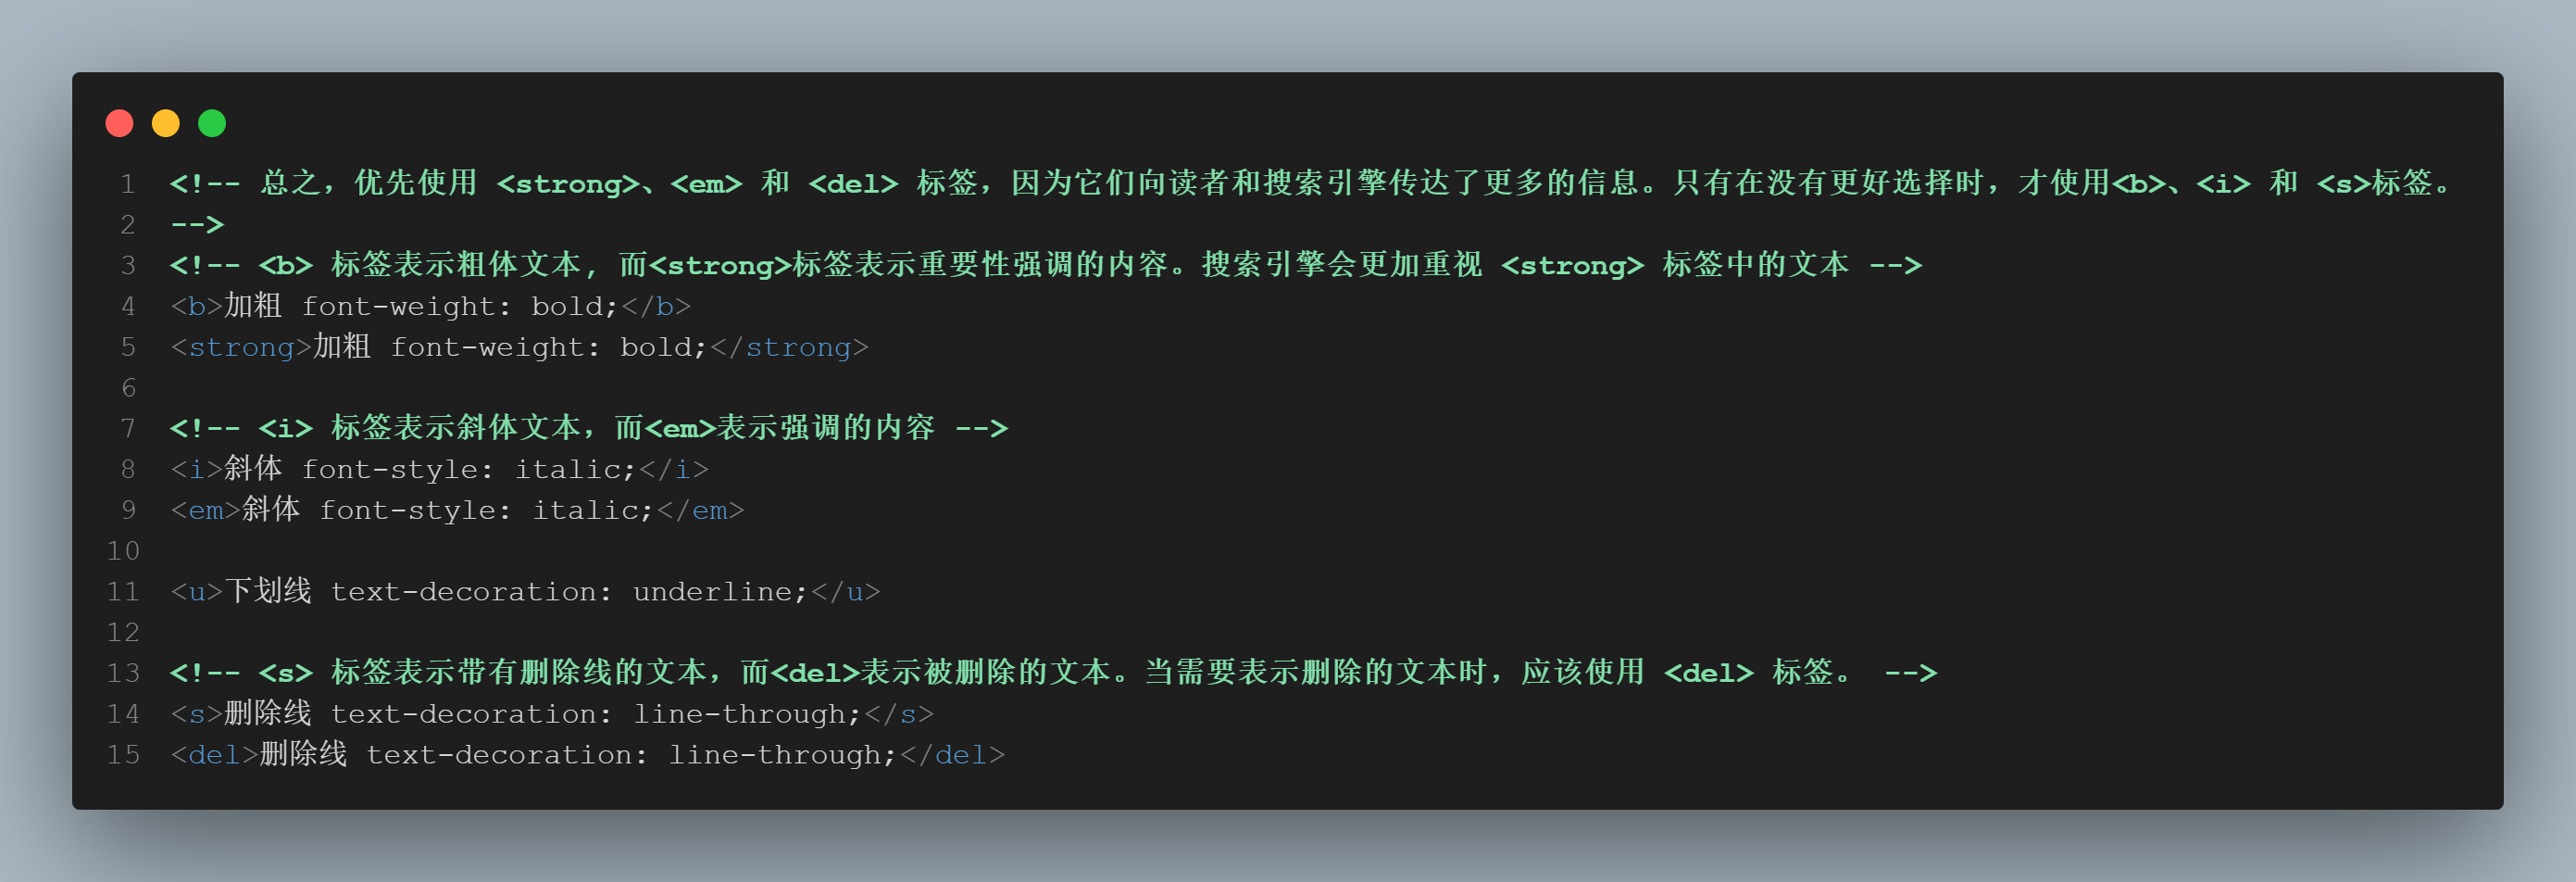 1 <!-- 总之，优先使用 <strong>、<em> 和 <del> 标签，因为它们向读者和搜索引擎传达了更多的信息。只有在没有更好选择时，才使用<b>、<i> 和 <s>标签。
2 -->
3 <!-- <b> 标签表示粗体文本, 而<strong>标签表示重要性强调的内容。搜索引擎会更加重视 <strong> 标签中的文本 -->
4 <b>加粗 font-weight: bold;</b>
5 <strong>加粗 font-weight: bold;</strong>
6
7 <!-- <i> 标签表示斜体文本，而<em>表示强调的内容 -->
8 <i>斜体 font-style: italic;</i>
9 <em>斜体 font-style: italic;</em>
10
11 <u>下划线 text-decoration: underline;</u>
12
13 <!-- <s> 标签表示带有删除线的文本，而<del>表示被删除的文本。当需要表示删除的文本时，应该使用 <del> 标签。 -->
14 <s>删除线 text-decoration: line-through;</s>
15 <del>删除线 text-decoration: line-through;</del>